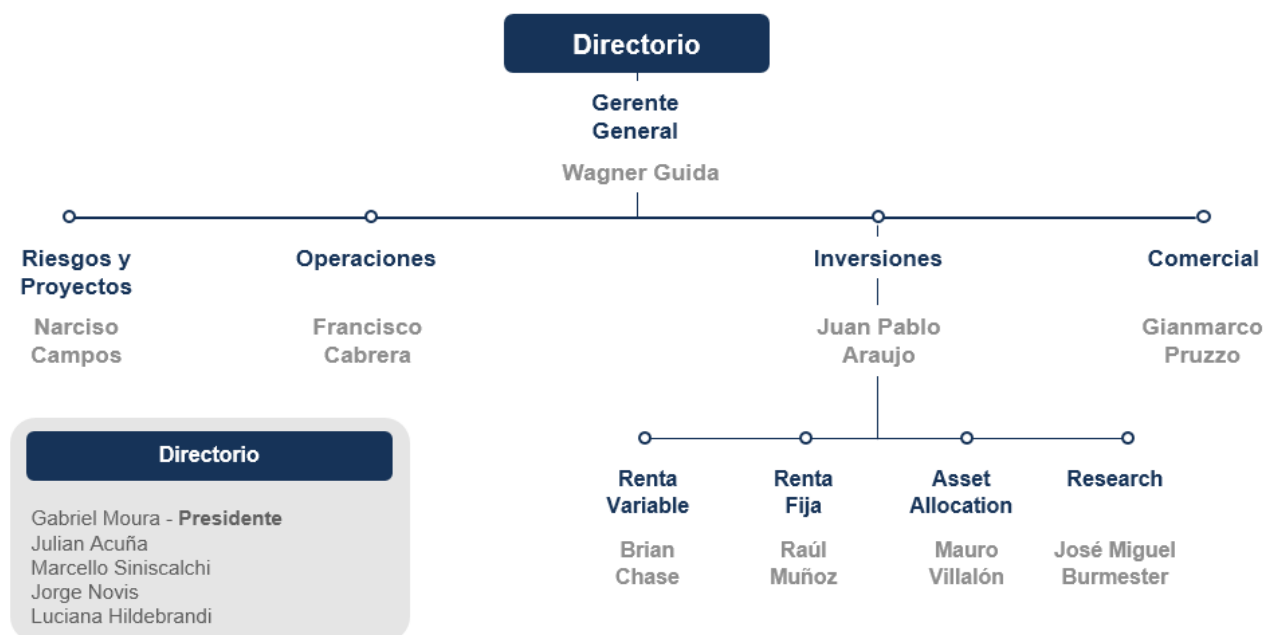 Directorio
Gerente
General
Wagner Guida
Riesgos y
Proyectos
Narciso
Campos
Operaciones
Francisco
Cabrera
Inversiones
Juan Pablo
Araujo
Comercial
Gianmarco
Pruzzo
Renta
Variable
Brian
Chase
Renta
Fija
Raúl
Muñoz
Asset
Allocation
Mauro
Villalón
Research
José Miguel
Burmester
Directorio
Gabriel Moura - Presidente
Julian Acuña
Marcello Siniscalchi
Jorge Novis
Luciana Hildebrandi